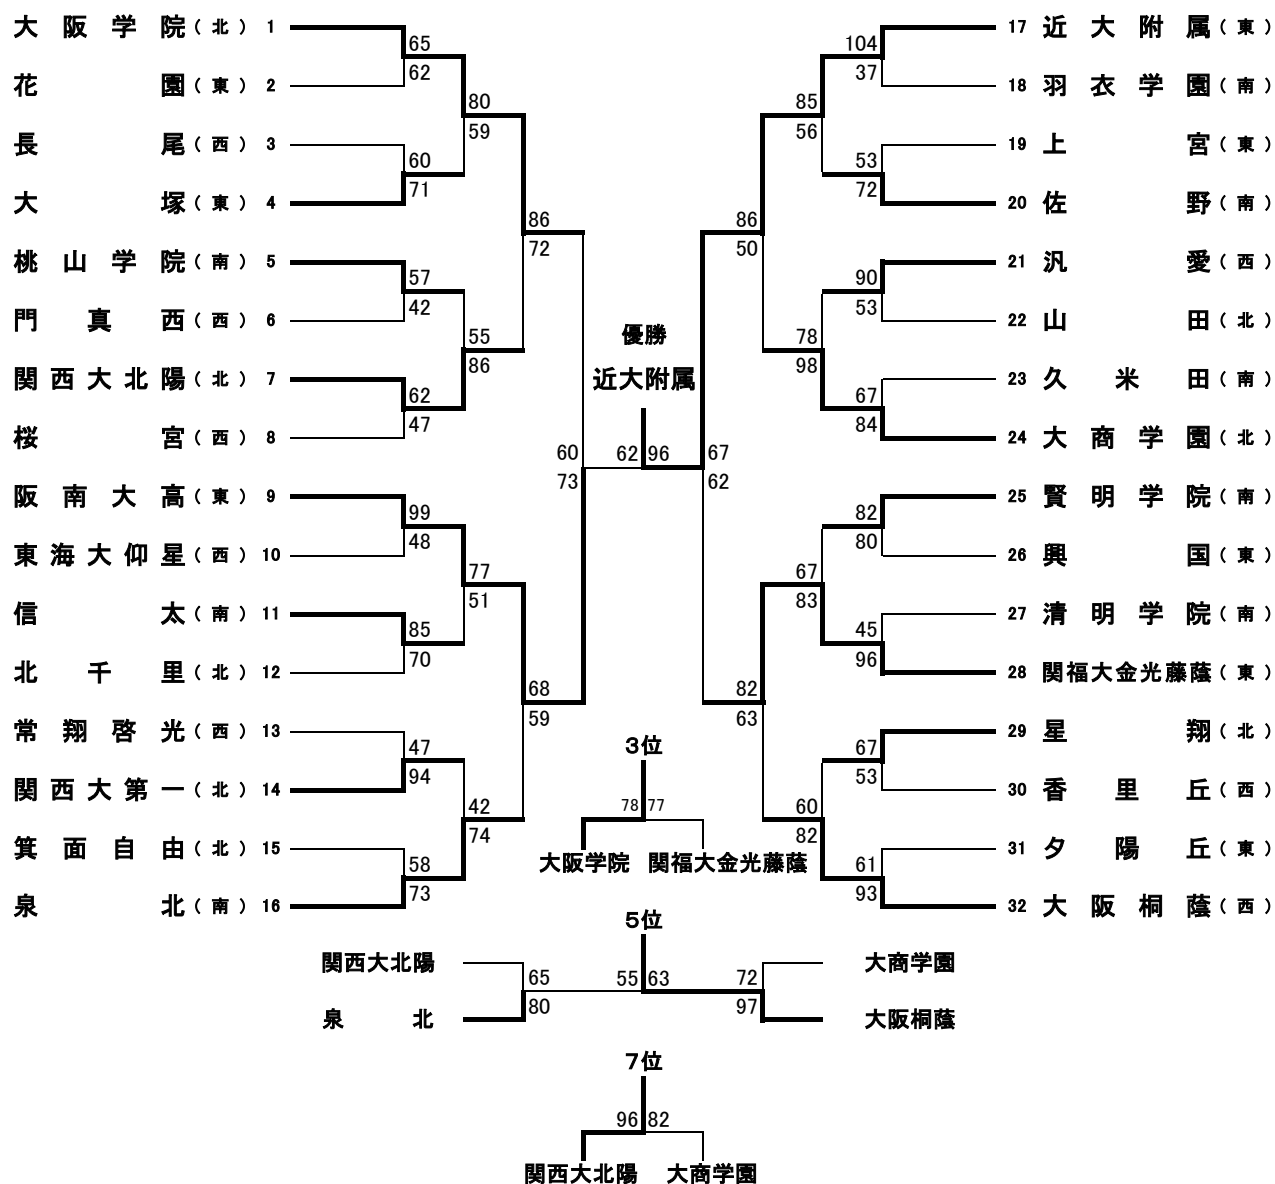 大阪学院（北） 1
花園（東） 2
長尾（西） 3
大塚（東） 4
桃山学院（南） 5
門真西（西） 6
関西大北陽（北） 7
桜宮（西） 8
阪南大高（東） 9
東海大仰星（西） 10
信太（南） 11
北千里（北） 12
常翔啓光（西） 13
関西大第一（北） 14
箕面自由（北） 15
泉北（南） 16
65
62
60
71
57
42
62
47
99
48
85
70
47
94
58
73
80
59
55
86
77
51
42
74
86
72
68
59
60
73
優勝
近大附属
62 96
67
62
86
50
82
63
85
56
78
98
67
83
60
82
104
37
53
72
90
53
67
84
82
80
45
96
67
53
61
93
17 近大附属（東）
18 羽衣学園（南）
19 上宮（東）
20 佐野（南）
21 汎愛（西）
22 山田（北）
23 久米田（南）
24 大商学園（北）
25 賢明学院（南）
26 興国（東）
27 清明学院（南）
28 関福大金光藤蔭（東）
29 星翔（北）
30 香里丘（西）
31 夕陽丘（東）
32 大阪桐蔭（西）
３位
78 77
大阪学院 関福大金光藤蔭
５位
関西大北陽
泉北
65
80
55 63
72
97
大商学園
大阪桐蔭
７位
96 82
関西大北陽 大商学園